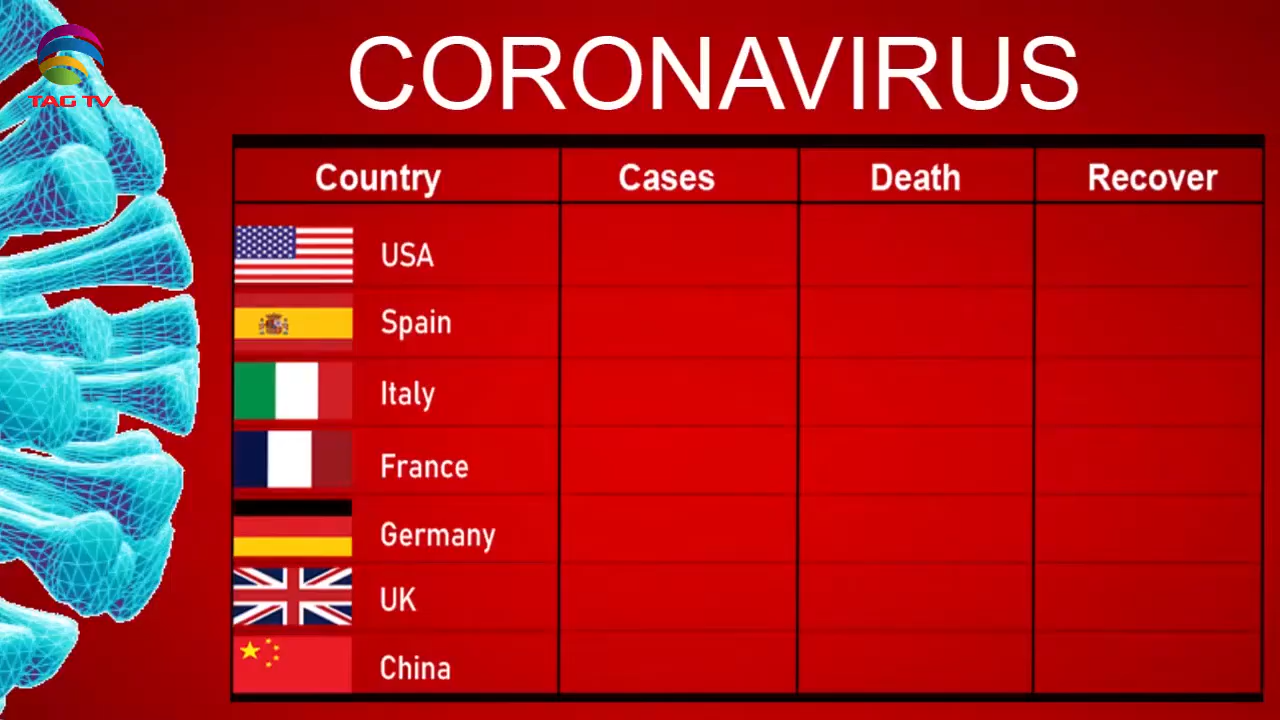 TAG TV
CORONAVIRUS
Country Cases Death Recover
USA
Spain
Italy
France
Germany
UK
China